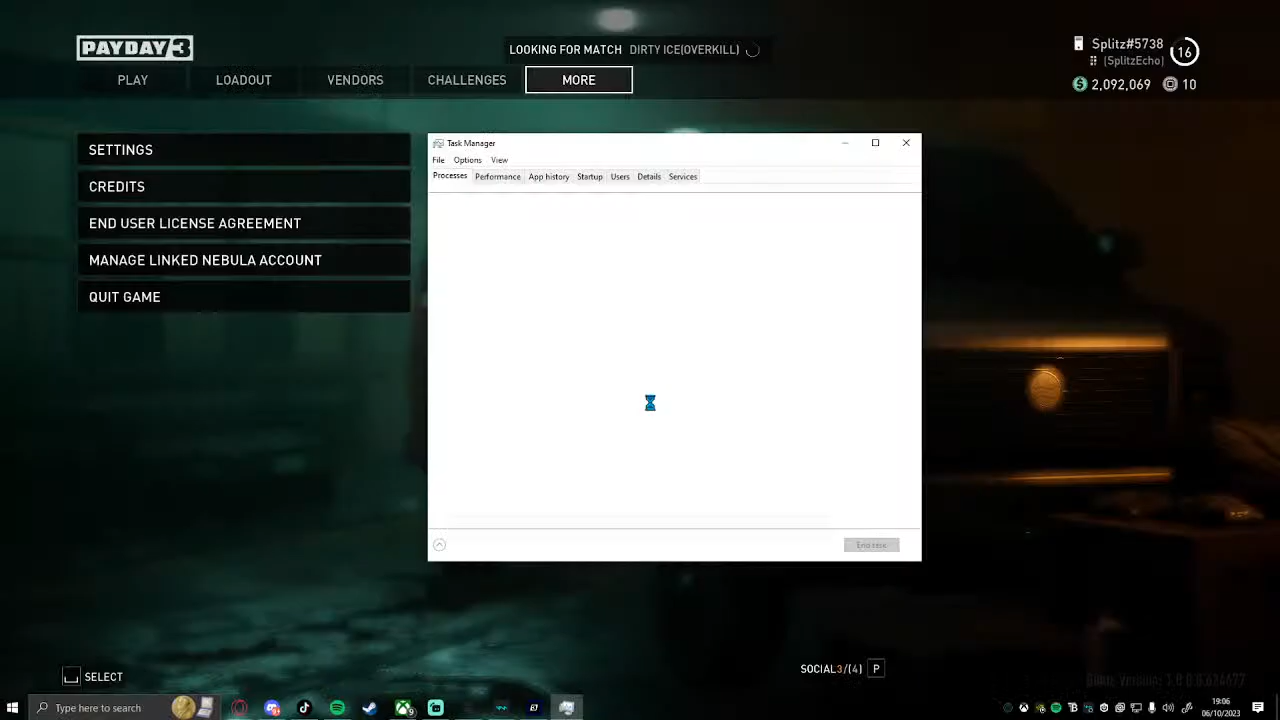 PAYDAY 3
LOOKING FOR MATCH DIRTY ICE(OVERKILL)
Splitz#5738
(SplitzEcho)
16
2,092,069 10
PLAY LOADOUT VENDORS CHALLENGES MORE
SETTINGS
CREDITS
END USER LICENSE AGREEMENT
MANAGE LINKED NEBULA ACCOUNT
QUIT GAME
Task Manager
File Options View
Processes Performance App history Startup Users Details Services
End task
SELECT
SOCIAL3/(4) P
Type here to search
19:06
06/10/2023